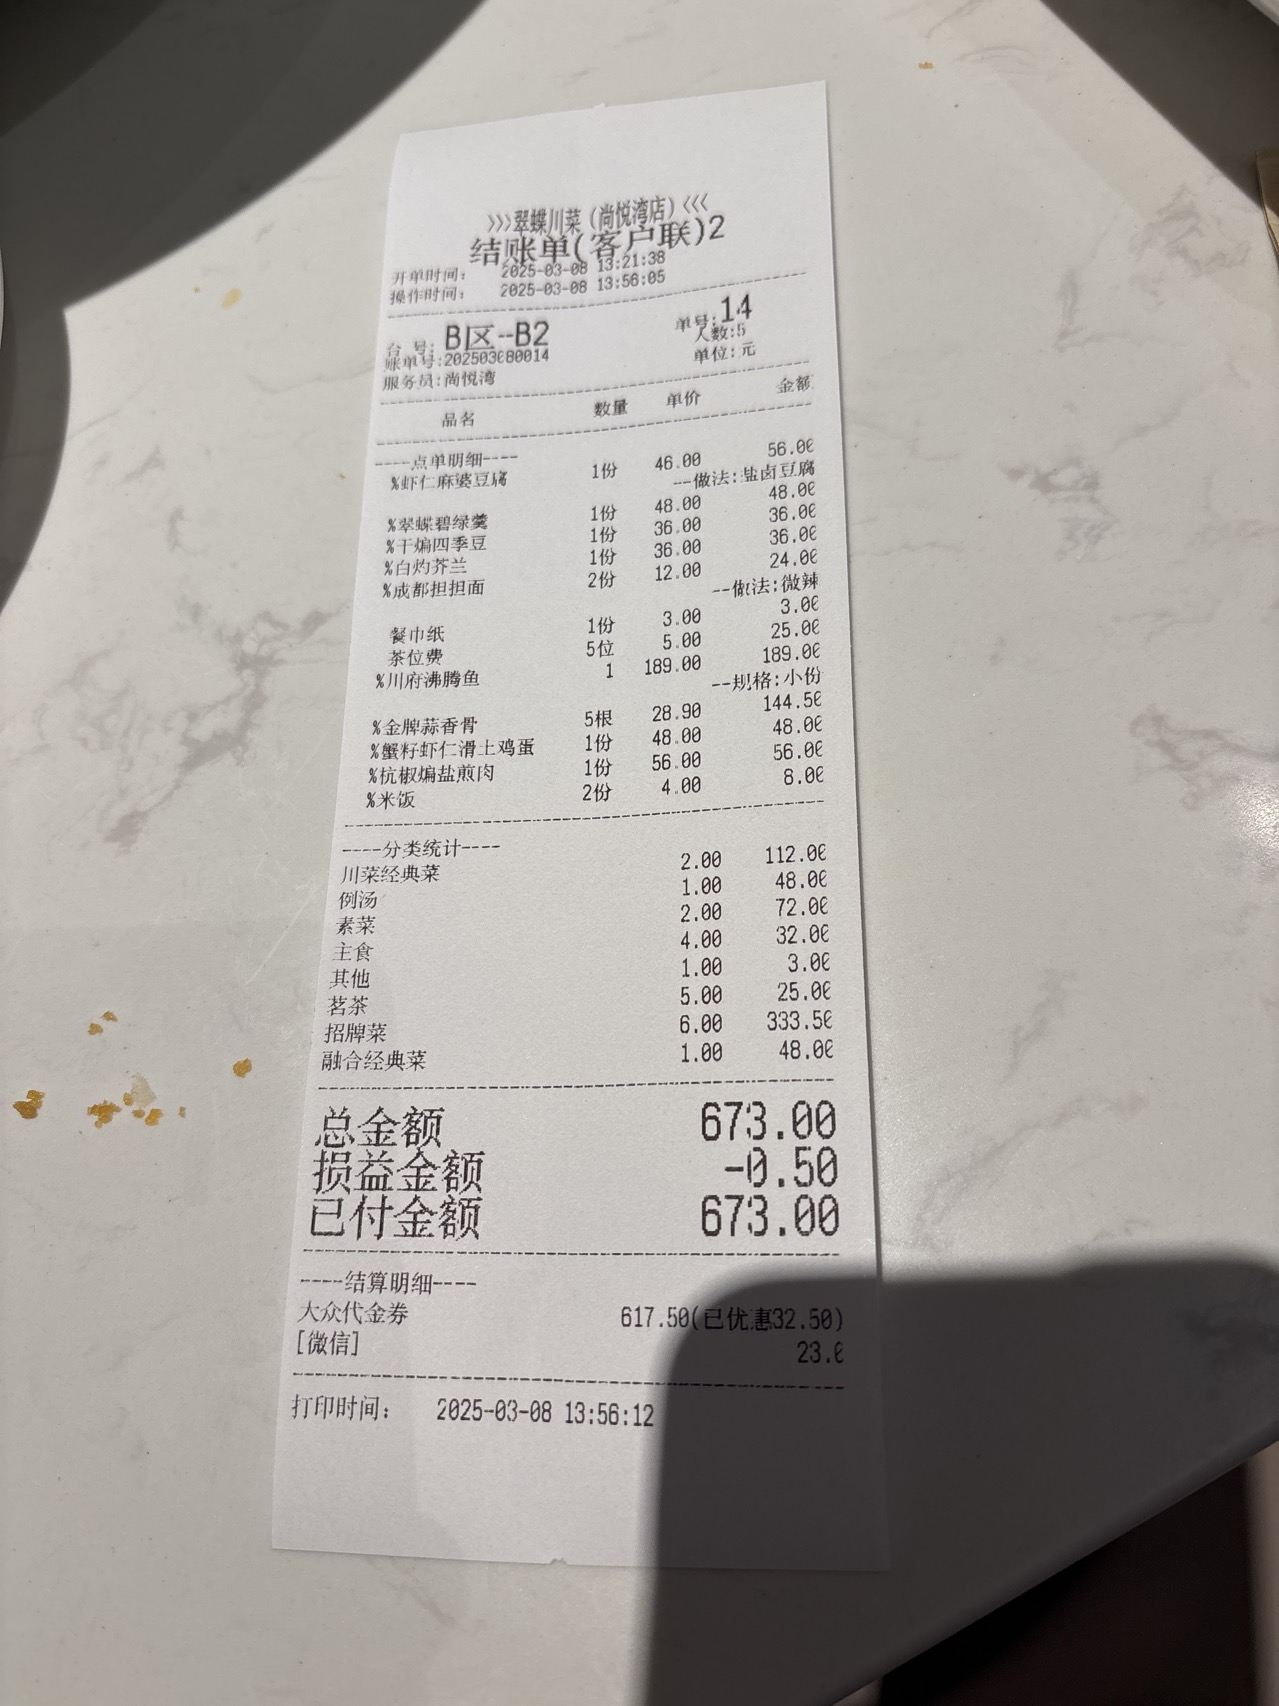 >>>翠蝶川菜（尚悦湾店）<<<
结账单(客户联)2
开单时间： 2025-03-08 13:21:38
操作时间： 2025-03-08 13:56:05
台 号： B区--B2 单号：14
人数:5
账单号:202503080014
单位：元
服务员:尚悦湾
品名 数量 单价 金额
----点单明细----
%虾仁麻婆豆腐 1份 46.00 56.00
--做法:盐卤豆腐
%翠蝶碧绿羹 1份 48.00 48.00
%干煸四季豆 1份 36.00 36.00
%白灼芥兰 1份 36.00 36.00
%成都担担面 2份 12.00 24.00
--做法:微辣
餐巾纸 1份 3.00 3.00
茶位费 5位 5.00 25.00
%川府沸腾鱼 1 189.00 189.00
--规格:小份
%金牌蒜香骨 5根 28.90 144.50
%蟹籽虾仁滑土鸡蛋 1份 48.00 48.00
%杭椒煸盐煎肉 1份 56.00 56.00
%米饭 2份 4.00 8.00
----分类统计----
川菜经典菜 2.00 112.00
例汤 1.00 48.00
素菜 2.00 72.00
主食 4.00 32.00
其他 1.00 3.00
茗茶 5.00 25.00
招牌菜 6.00 333.50
融合经典菜 1.00 48.00
总金额 673.00
损益金额 -0.50
已付金额 673.00
----结算明细----
大众代金券 617.50(已优惠32.50)
[微信] 23.0
打印时间： 2025-03-08 13:56:12